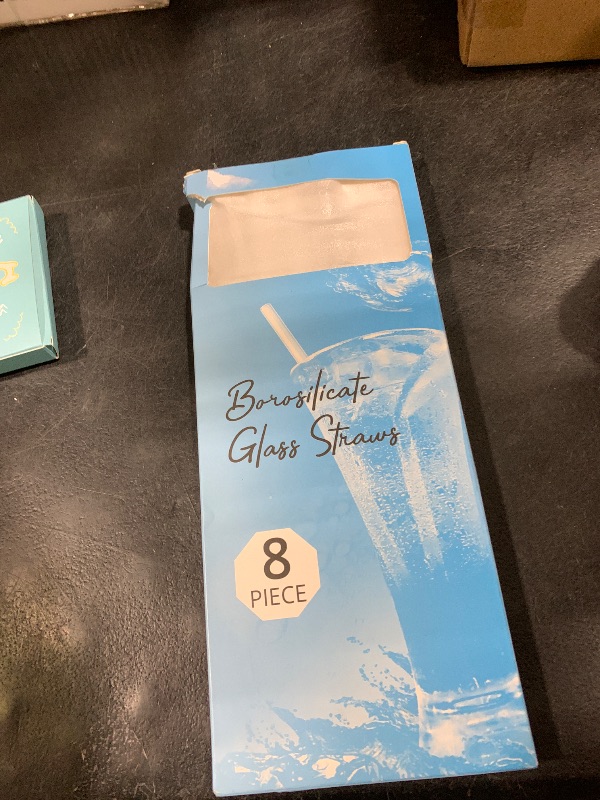 Borosilicate
Glass Straws
8
PIECE